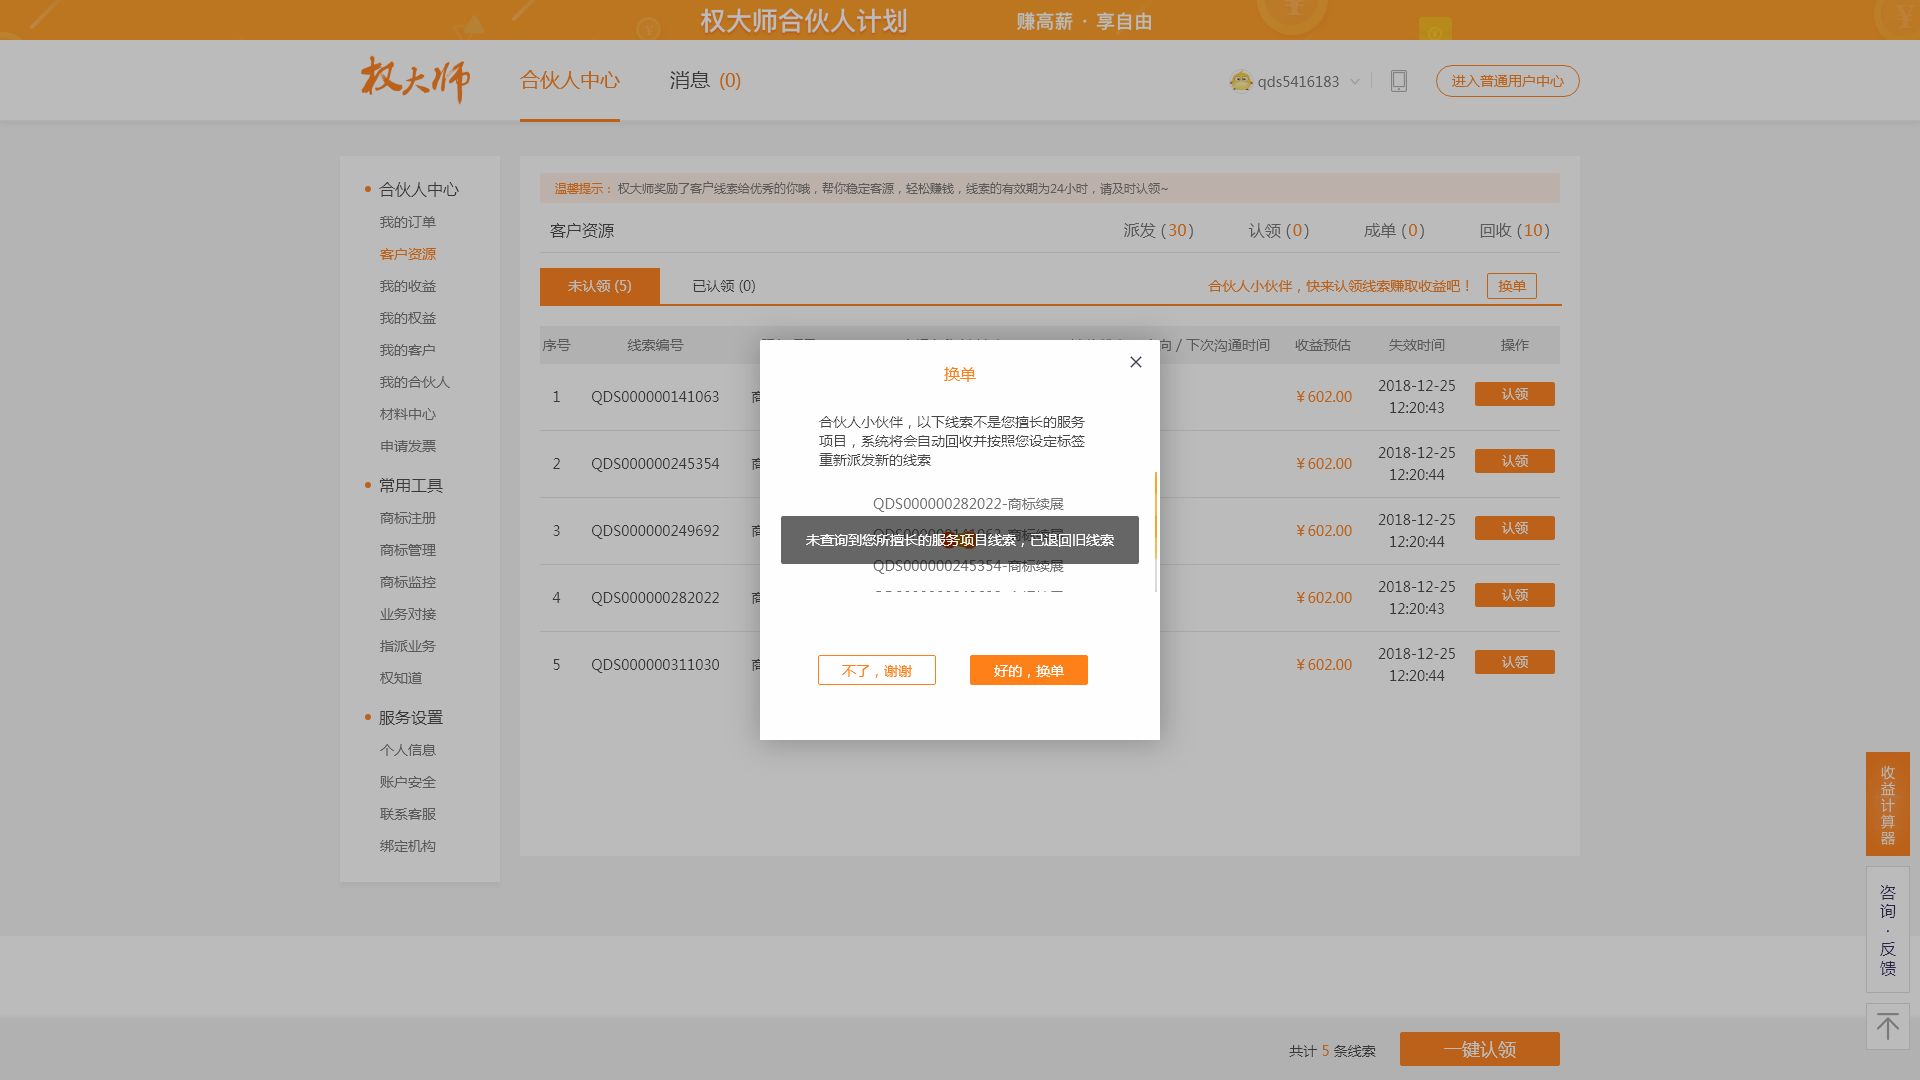 权大师合伙人计划
赚高薪 · 享自由
权大师
合伙人中心
消息 (0)
qds5416183
进入普通用户中心
合伙人中心
我的订单
客户资源
我的收益
我的权益
我的客户
我的合伙人
材料中心
申请发票
常用工具
商标注册
商标管理
商标监控
业务对接
指派业务
权知道
服务设置
个人信息
账户安全
联系客服
绑定机构
温馨提示： 权大师奖励了客户线索给优秀的你哦，帮你稳定客源，轻松赚钱，线索的有效期为24小时，请及时认领~
客户资源
派发 (30)
认领 (0)
成单 (0)
回收 (10)
未认领 (5)
已认领 (0)
合伙人小伙伴，快来认领线索赚取收益吧！
换单
序号 线索编号 向 / 下次沟通时间 收益预估 失效时间 操作
1 QDS000000141063 商 ￥602.00 2018-12-25 12:20:43 认领
2 QDS000000245354 商 ￥602.00 2018-12-25 12:20:44 认领
3 QDS000000249692 商 ￥602.00 2018-12-25 12:20:44 认领
4 QDS000000282022 商 ￥602.00 2018-12-25 12:20:43 认领
5 QDS000000311030 商 ￥602.00 2018-12-25 12:20:44 认领
换单
合伙人小伙伴，以下线索不是您擅长的服务
项目，系统将会自动回收并按照您设定标签
重新派发新的线索
QDS000000282022-商标续展
QDS000000141063-商标续展
未查询到您所擅长的服务项目线索，已退回旧线索
QDS000000245354-商标续展
不了，谢谢
好的，换单
收益计算器
咨询·反馈
共计 5 条线索
一键认领